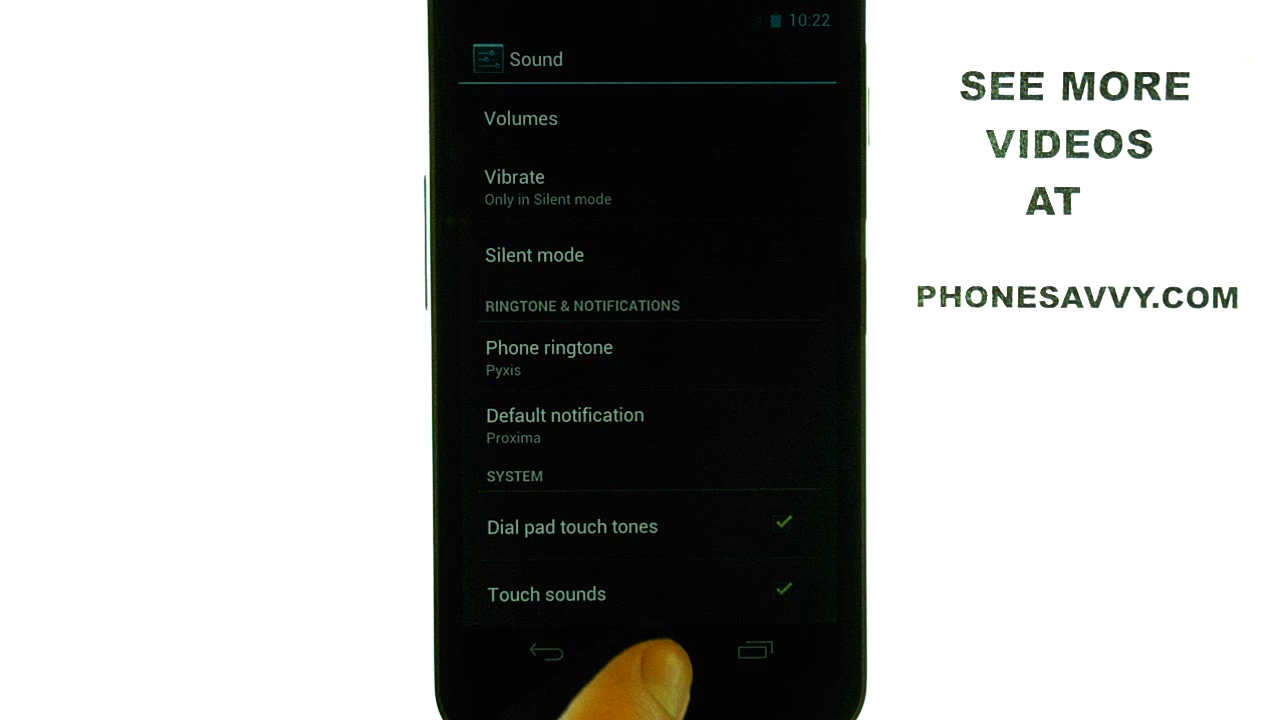 10:22
Sound
Volumes
Vibrate
Only in Silent mode
Silent mode
RINGTONE & NOTIFICATIONS
Phone ringtone
Pyxis
Default notification
Proxima
SYSTEM
Dial pad touch tones
Touch sounds
SEE MORE
VIDEOS
AT
PHONESAVVY.COM